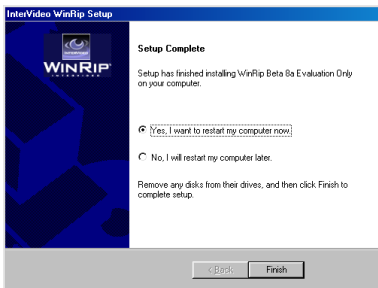 InterVideo WinRip Setup
WINRIP
INTERVIDEO
Setup Complete
Setup has finished installing WinRip Beta 8a Evaluation Only
on your computer.
Yes, I want to restart my computer now.
No, I will restart my computer later.
Remove any disks from their drives, and then click Finish to
complete setup.
< Back
Finish